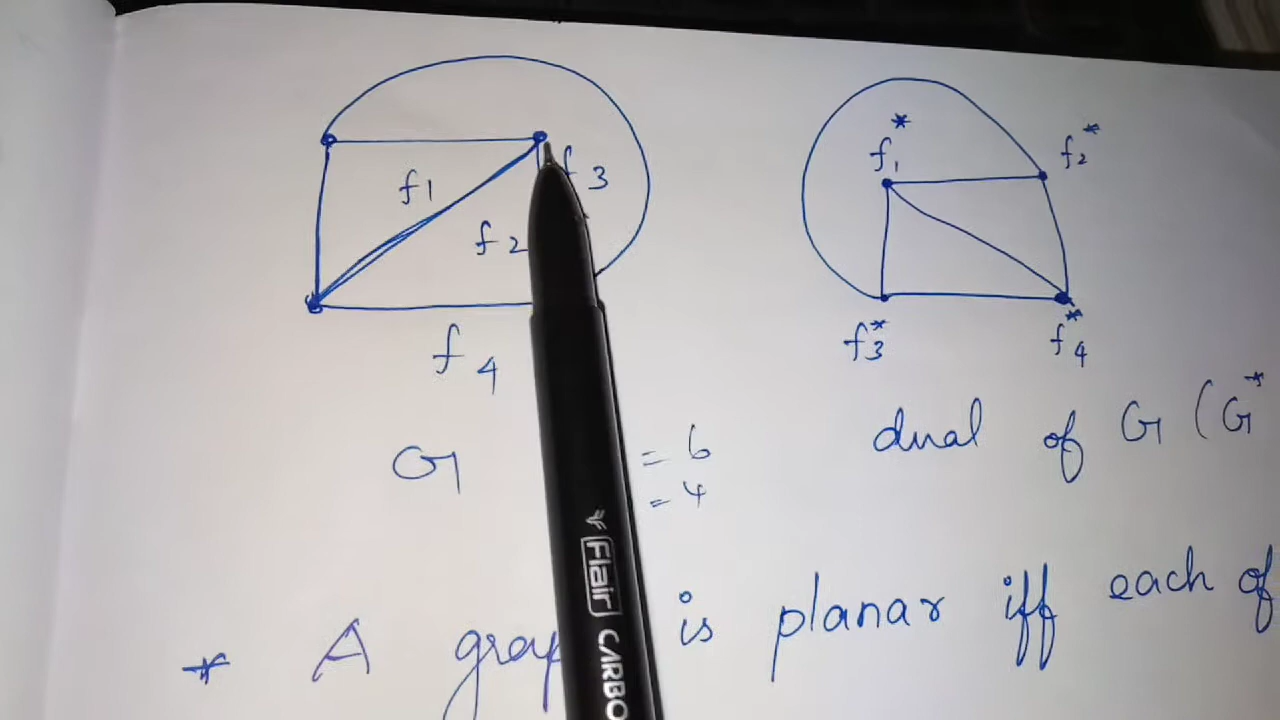 f1
f2
f3
f4
G
= 6
= 4
f1*
f2*
f3*
f4*
dual of G (G*
* A is planar iff each of
Flair CARBO